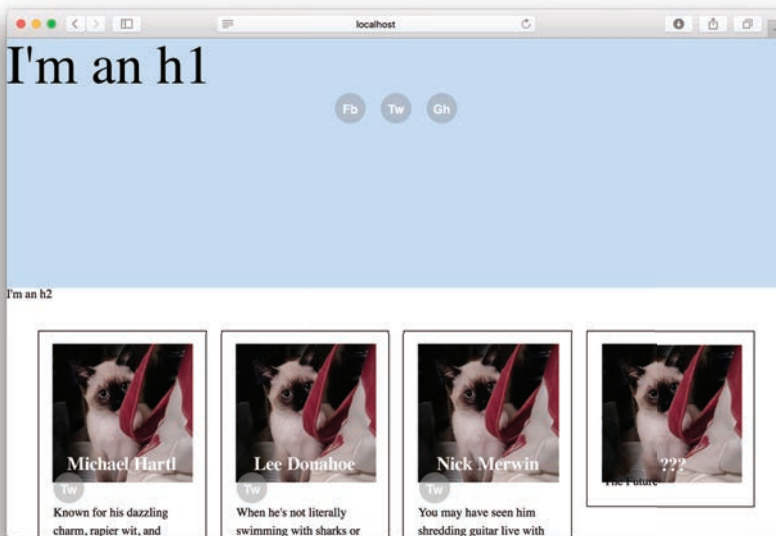 localhost
I'm an h1
Fb Tw Gh
I'm an h2
Michael Hartl
Lee Donahoe
Nick Merwin
???
Tw
Tw
Tw
The Future
Known for his dazzling
charm, rapier wit, and
When he's not literally
swimming with sharks or
You may have seen him
shredding guitar live with